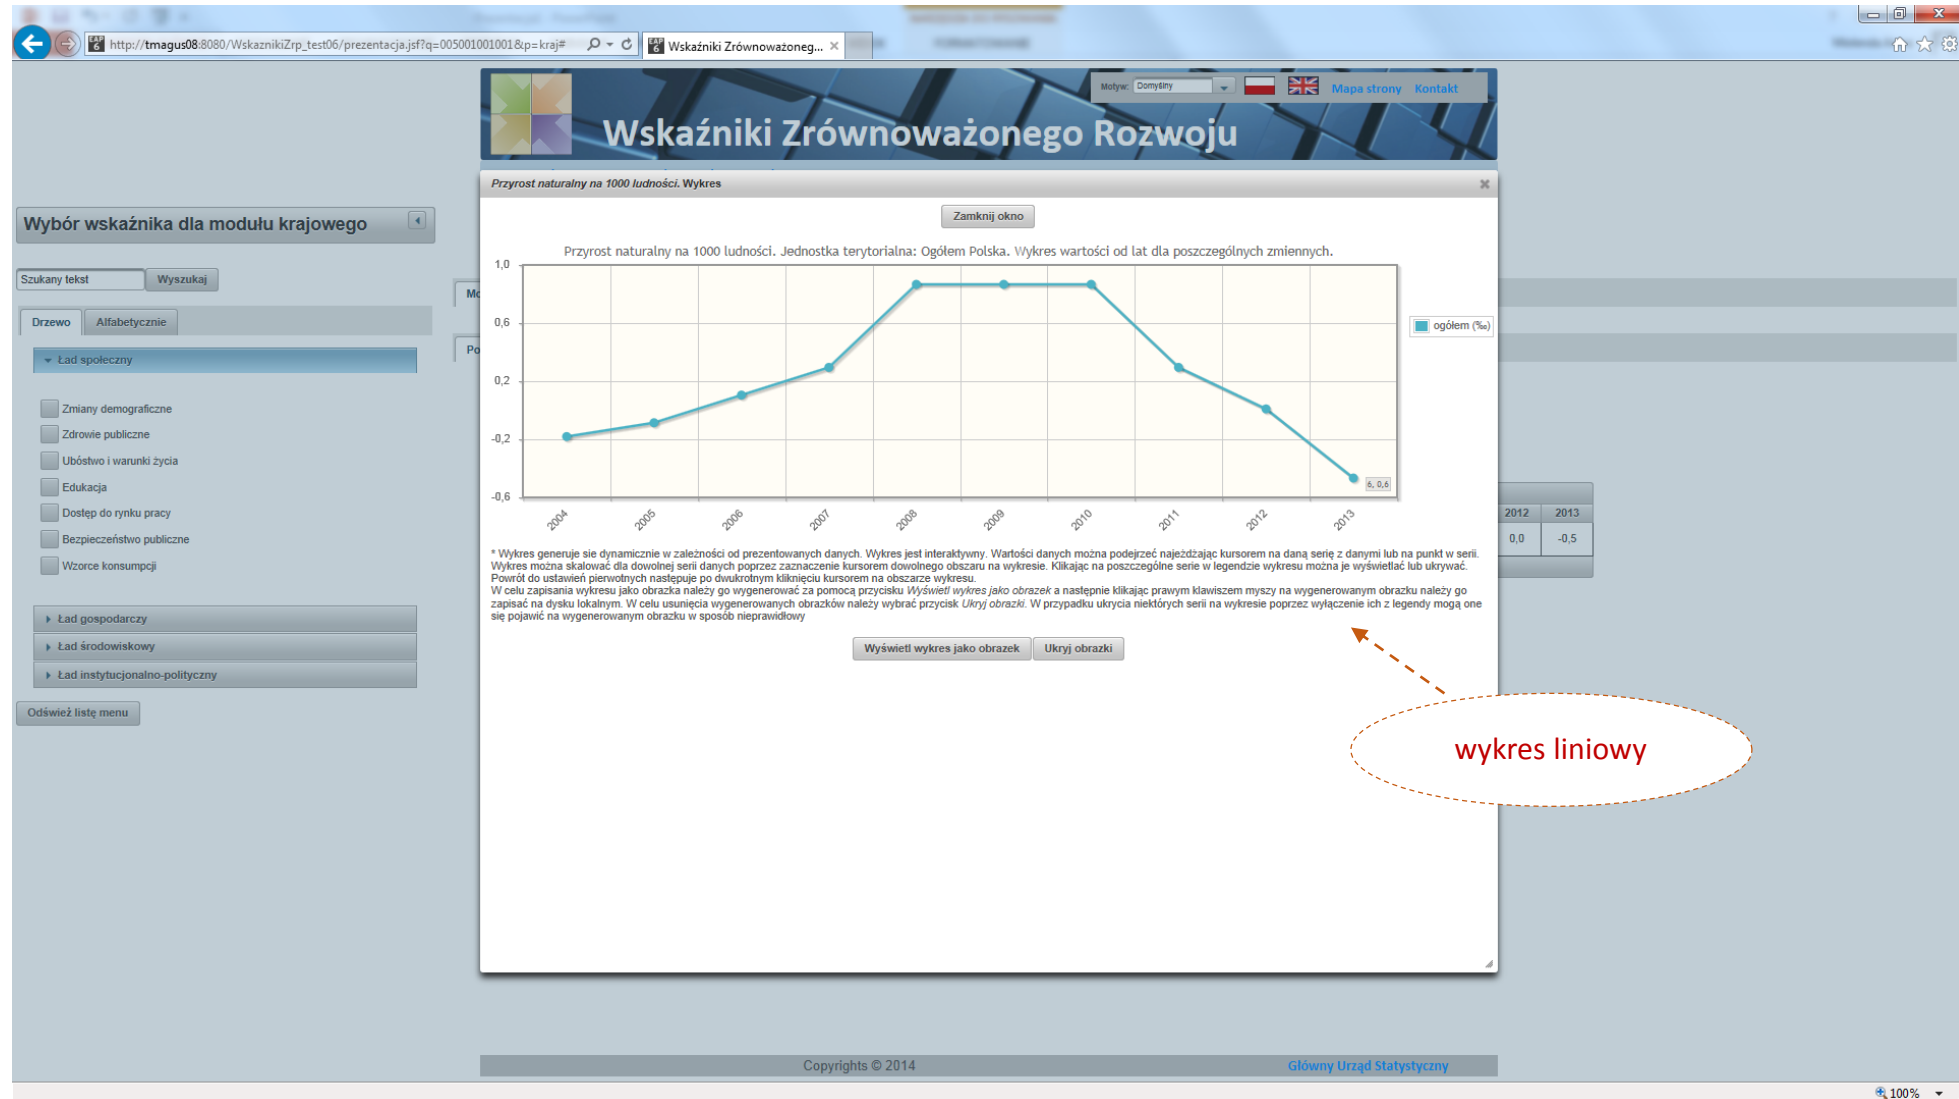 http://tmagus08:8080/WskaznikiZrp_test06/prezentacja.jsf?q=005001001001&p=kraj#
Wskaźniki Zrównoważoneg...
Motyw: Domyślny
Mapa strony Kontakt
Wskaźniki Zrównoważonego Rozwoju
Przyrost naturalny na 1000 ludności. Wykres
Zamknij okno
Wybór wskaźnika dla modułu krajowego
Szukany tekst
Wyszukaj
Drzewo
Alfabetycznie
Ład społeczny
Zmiany demograficzne
Zdrowie publiczne
Ubóstwo i warunki życia
Edukacja
Dostęp do rynku pracy
Bezpieczeństwo publiczne
Wzorce konsumpcji
Ład gospodarczy
Ład środowiskowy
Ład instytucjonalno-polityczny
Odśwież listę menu
Przyrost naturalny na 1000 ludności. Jednostka terytorialna: Ogółem Polska. Wykres wartości od lat dla poszczególnych zmiennych.
1,0
0,6
0,2
-0,2
-0,6
ogółem (‰)
6, 0,6
2004 2005 2006 2007 2008 2009 2010 2011 2012 2013
2012 2013
0,0 -0,5
* Wykres generuje sie dynamicznie w zależności od prezentowanych danych. Wykres jest interaktywny. Wartości danych można podejrzeć najeżdżając kursorem na daną serię z danymi lub na punkt w serii.
Wykres można skalować dla dowolnej serii danych poprzez zaznaczenie kursorem dowolnego obszaru na wykresie. Klikając na poszczególne serie w legendzie wykresu można je wyświetlać lub ukrywać.
Powrót do ustawień pierwotnych następuje po dwukrotnym kliknięciu kursorem na obszarze wykresu.
W celu zapisania wykresu jako obrazka należy go wygenerować za pomocą przycisku Wyświetl wykres jako obrazek a następnie klikając prawym klawiszem myszy na wygenerowanym obrazku należy go
zapisać na dysku lokalnym. W celu usunięcia wygenerowanych obrazków należy wybrać przycisk Ukryj obrazki. W przypadku ukrycia niektórych serii na wykresie poprzez wyłączenie ich z legendy mogą one
się pojawić na wygenerowanym obrazku w sposób nieprawidłowy
Wyświetl wykres jako obrazek
Ukryj obrazki
wykres liniowy
Copyrights © 2014
Główny Urząd Statystyczny
100%